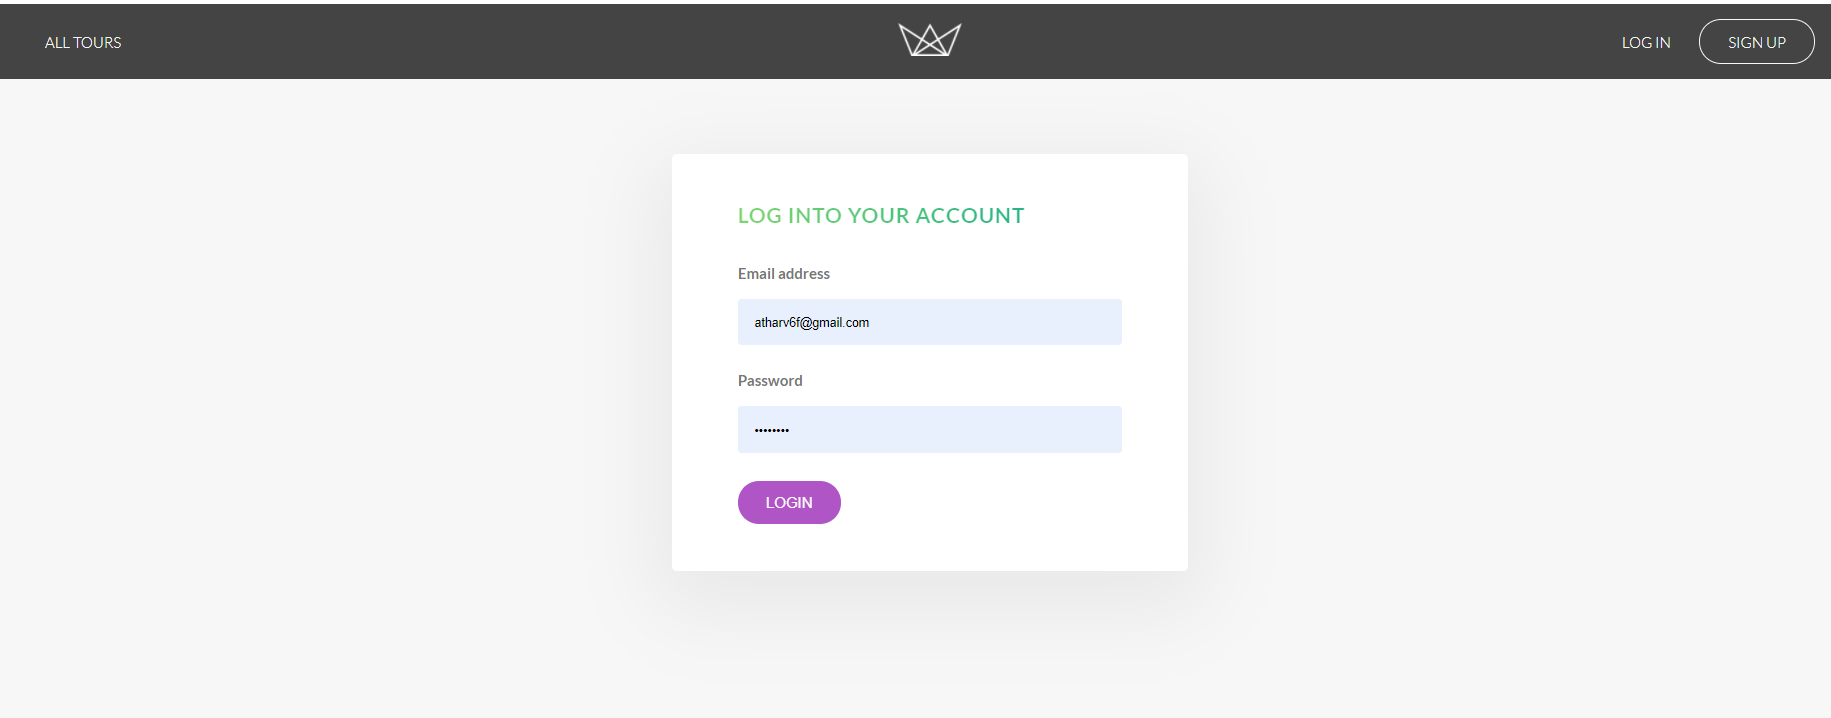 ALL TOURS
LOG IN
SIGN UP
LOG INTO YOUR ACCOUNT
Email address
atharv6f@gmail.com
Password
••••••••
LOGIN